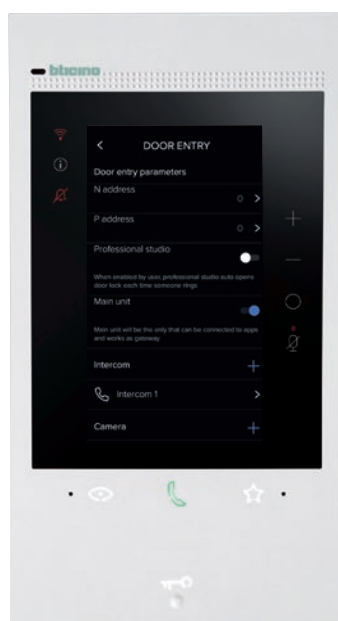 bticino
DOOR ENTRY
Door entry parameters
N address
0
P address
0
Professional studio
When enabled by user, professional studio auto opens
door lock each time someone rings
Main unit
Main unit will be the only that can be connected to apps
and works as gateway
Intercom
Intercom 1
Camera